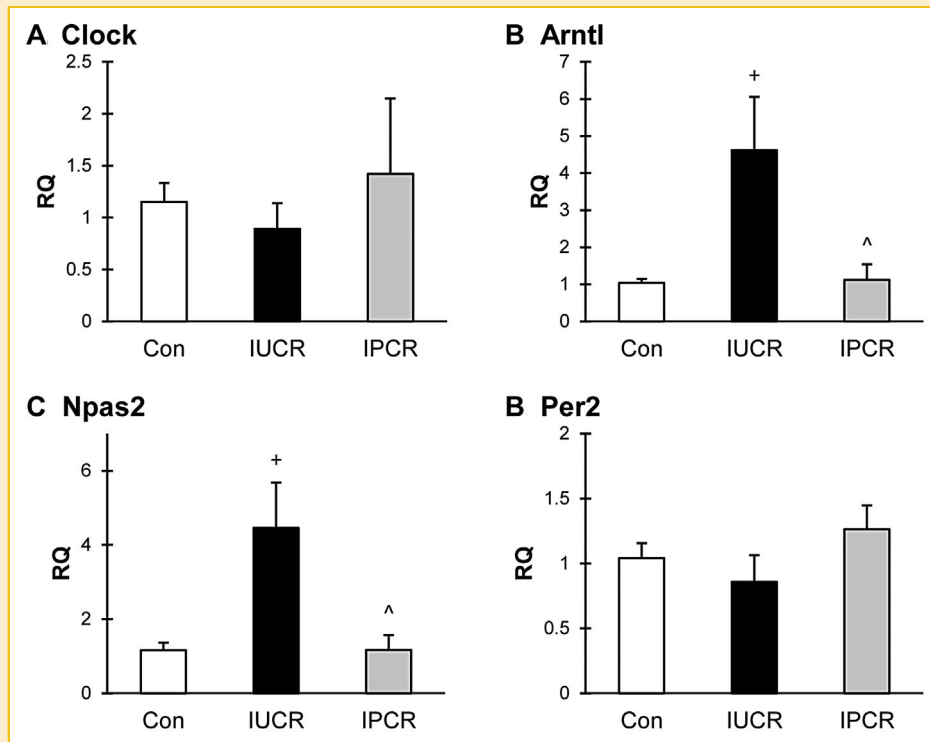 A Clock
2.5
2
1.5
1
0.5
0
RQ
Con IUCR IPCR
B Arntl
7
6
5
4
3
2
1
0
RQ
+
^
Con IUCR IPCR
C Npas2
6
4
2
0
RQ
+
^
Con IUCR IPCR
B Per2
2
1.5
1
0.5
0
RQ
Con IUCR IPCR